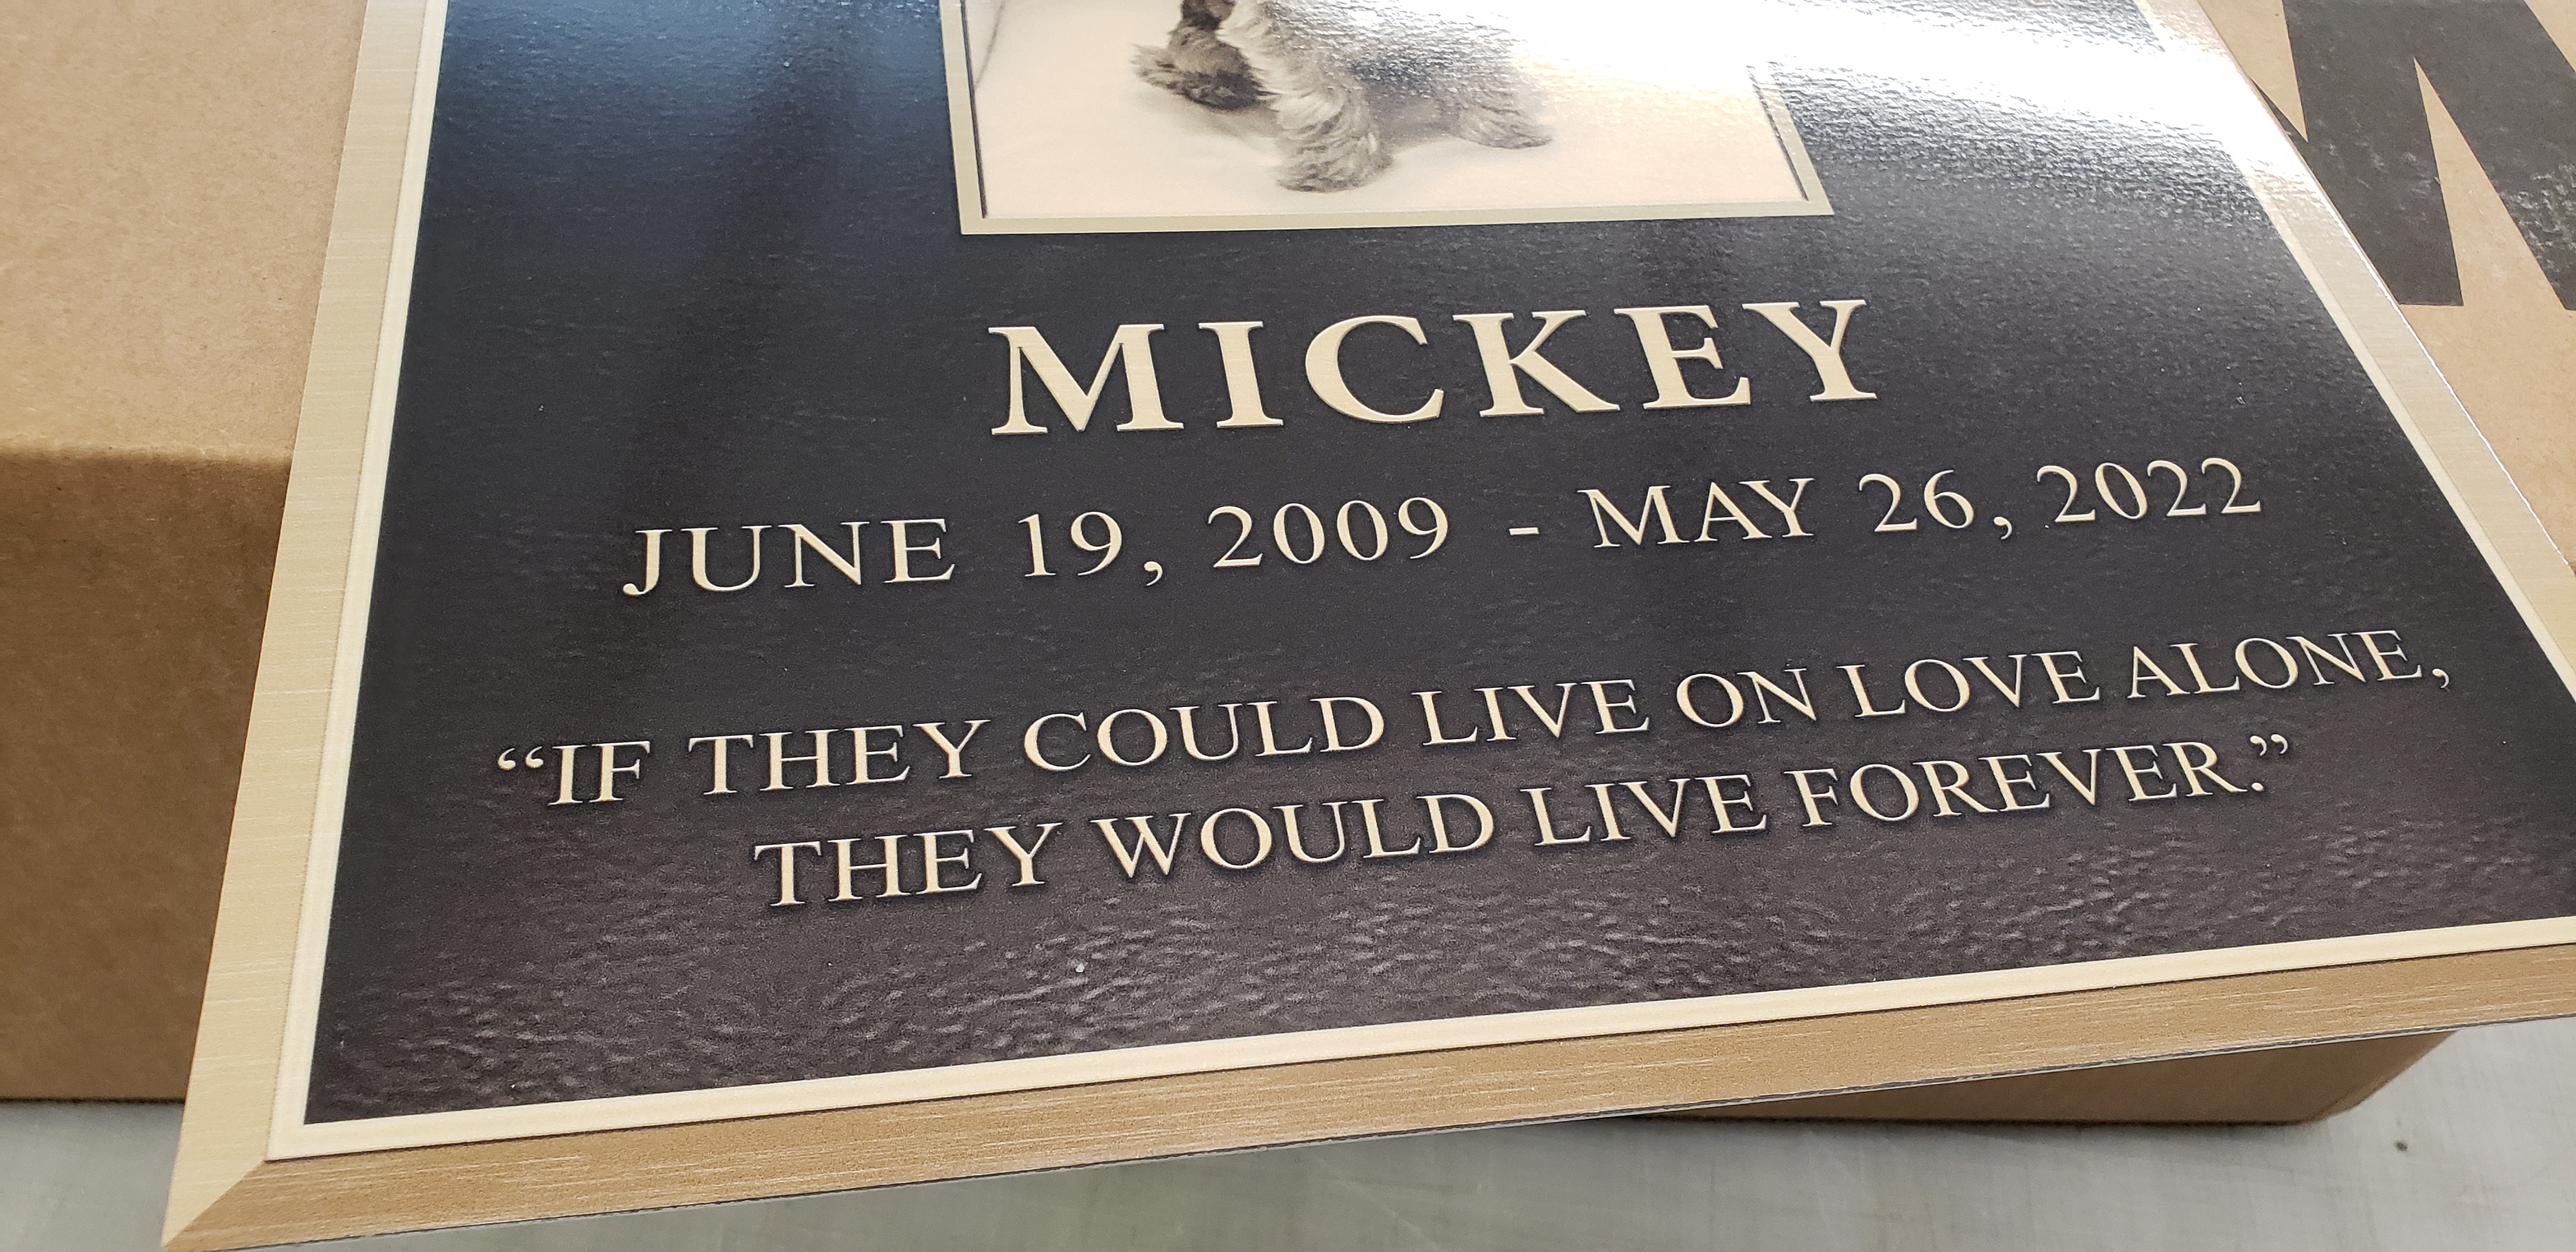 MICKEY
JUNE 19, 2009 - MAY 26, 2022
“IF THEY COULD LIVE ON LOVE ALONE,
THEY WOULD LIVE FOREVER.”